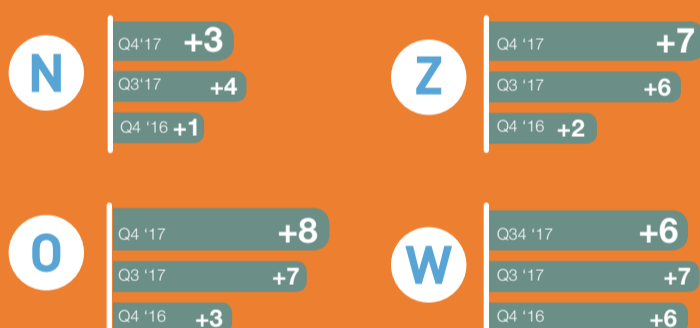 N
Q4'17 +3
Q3'17 +4
Q4 '16 +1
Z
Q4 '17 +7
Q3 '17 +6
Q4 '16 +2
O
Q4 '17 +8
Q3 '17 +7
Q4 '16 +3
W
Q34 '17 +6
Q3 '17 +7
Q4 '16 +6